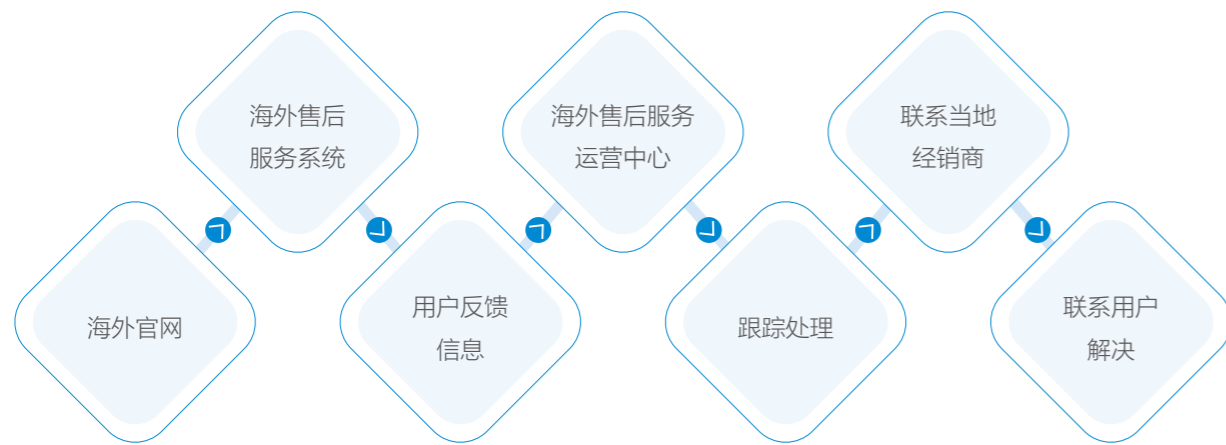 海外官网
海外售后
服务系统
用户反馈
信息
海外售后服务
运营中心
跟踪处理
联系当地
经销商
联系用户
解决